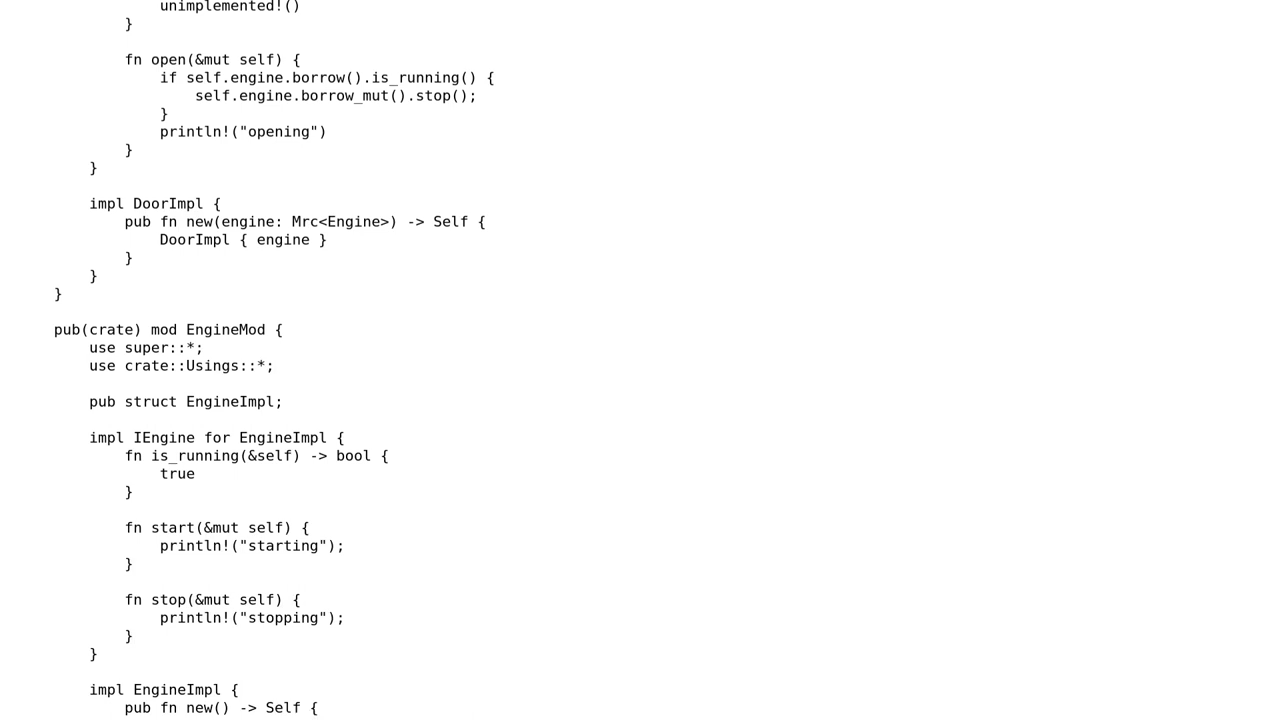 unimplemented!()
        }

        fn open(&mut self) {
            if self.engine.borrow().is_running() {
                self.engine.borrow_mut().stop();
            }
            println!("opening")
        }
    }

    impl DoorImpl {
        pub fn new(engine: Mrc<Engine>) -> Self {
            DoorImpl { engine }
        }
    }
}

pub(crate) mod EngineMod {
    use super::*;
    use crate::Usings::*;

    pub struct EngineImpl;

    impl IEngine for EngineImpl {
        fn is_running(&self) -> bool {
            true
        }

        fn start(&mut self) {
            println!("starting");
        }

        fn stop(&mut self) {
            println!("stopping");
        }
    }

    impl EngineImpl {
        pub fn new() -> Self {